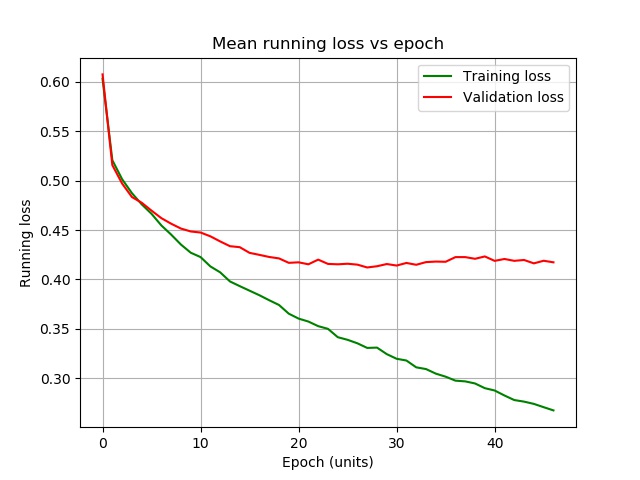 Mean running loss vs epoch
Training loss
Validation loss
0.60
0.55
0.50
0.45
0.40
0.35
0.30
Running loss
0 10 20 30 40
Epoch (units)